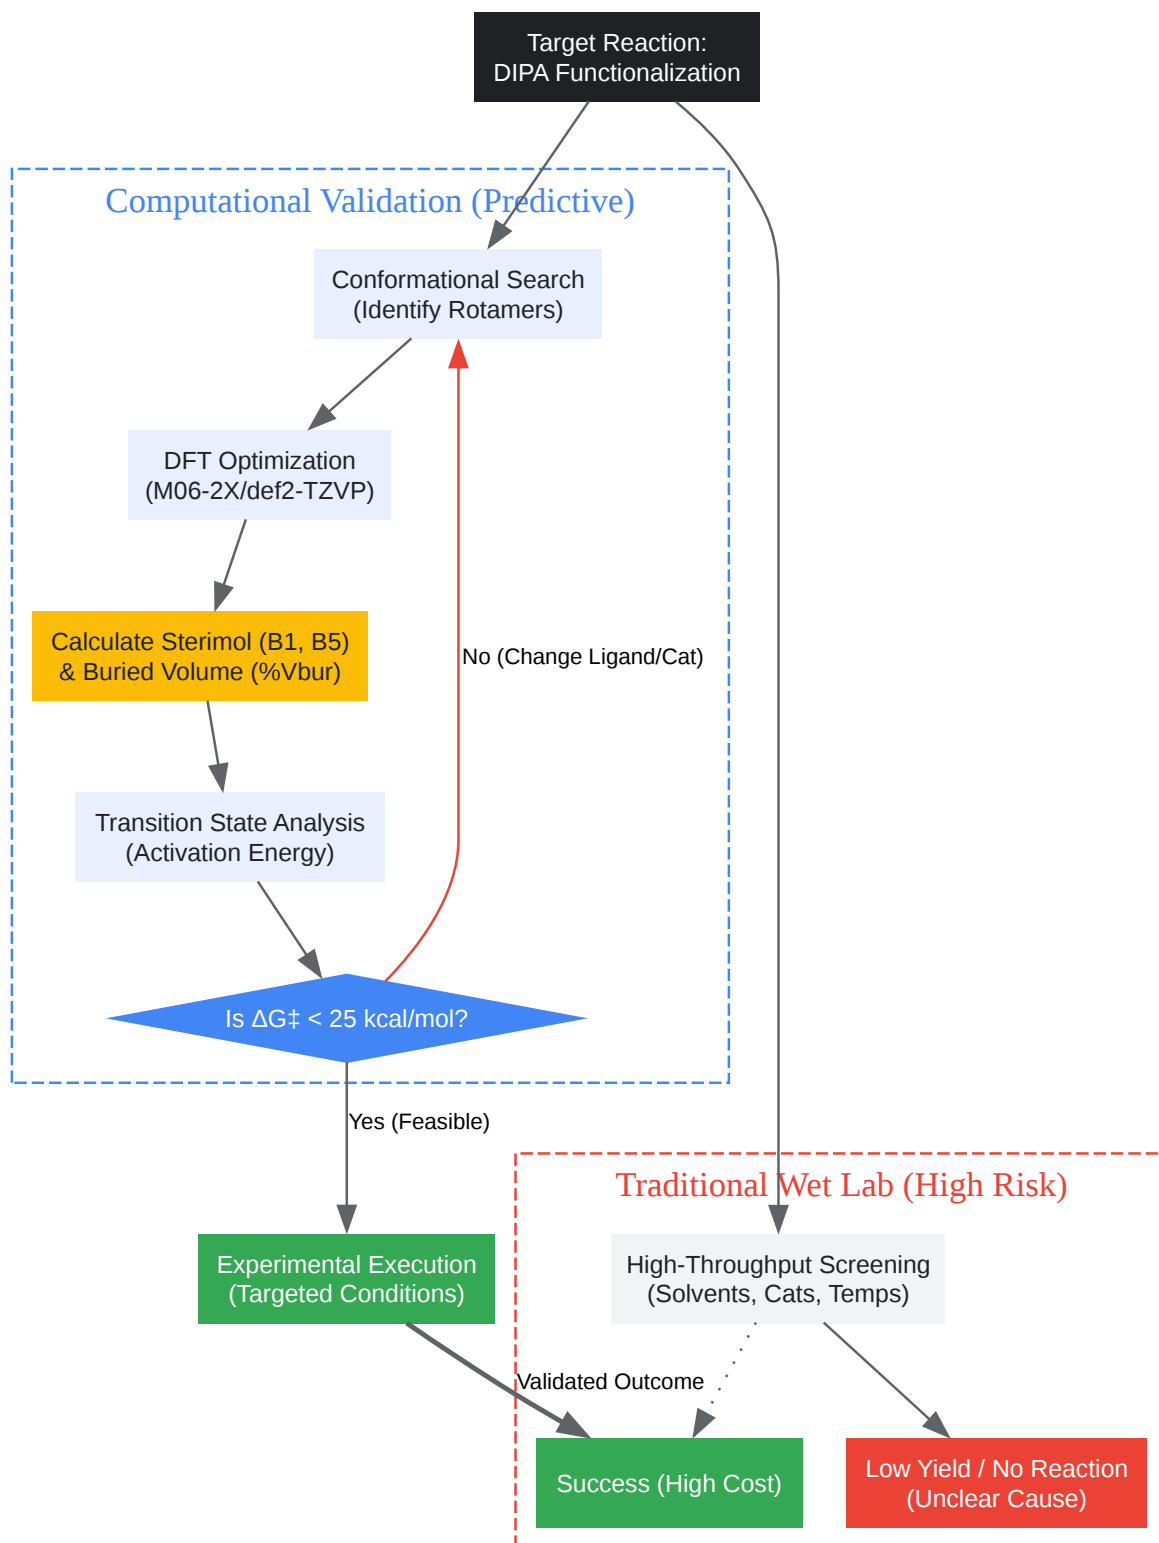 Target Reaction:
DIPA Functionalization
Computational Validation (Predictive)
Conformational Search
(Identify Rotamers)
DFT Optimization
(M06-2X/def2-TZVP)
Calculate Sterimol (B1, B5)
& Buried Volume (%Vbur)
No (Change Ligand/Cat)
Transition State Analysis
(Activation Energy)
Is ΔG‡ < 25 kcal/mol?
Yes (Feasible)
Traditional Wet Lab (High Risk)
Experimental Execution
(Targeted Conditions)
High-Throughput Screening
(Solvents, Cats, Temps)
Validated Outcome
Success (High Cost)
Low Yield / No Reaction
(Unclear Cause)